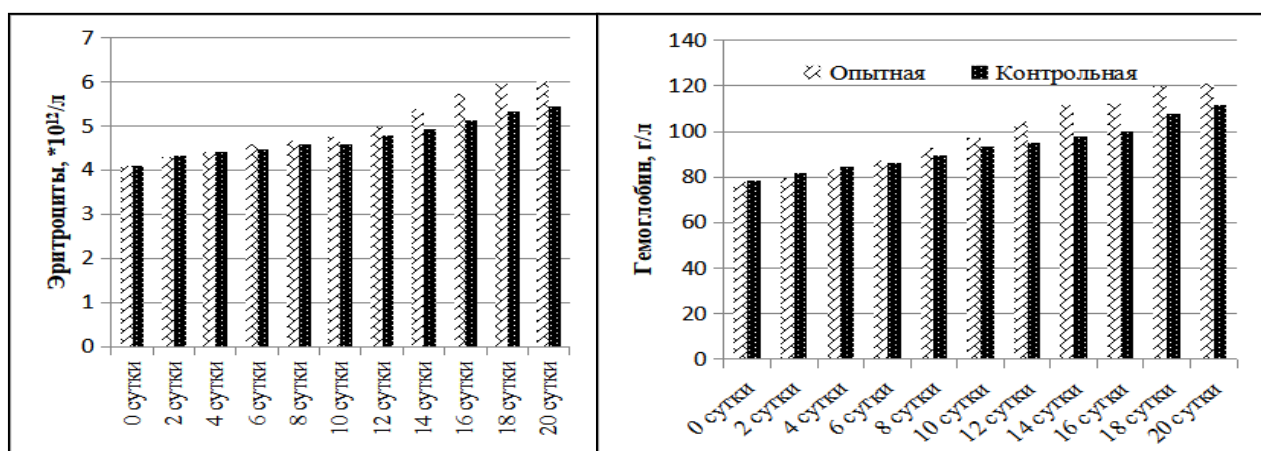 Эритроциты, *10¹²/л
7
6
5
4
3
2
1
0
0 сутки
2 сутки
4 сутки
6 сутки
8 сутки
10 сутки
12 сутки
14 сутки
16 сутки
18 сутки
20 сутки
Гемоглобин, г/л
140
120
100
80
60
40
20
0
Опытная Контрольная
0 сутки
2 сутки
4 сутки
6 сутки
8 сутки
10 сутки
12 сутки
14 сутки
16 сутки
18 сутки
20 сутки